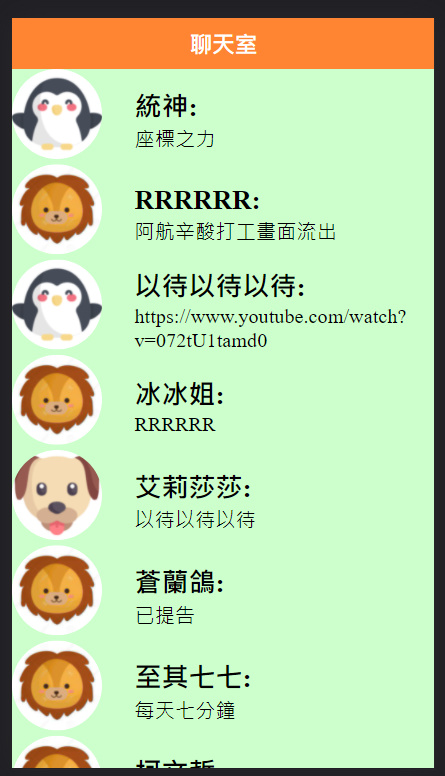 聊天室
統神:
座標之力
RRRRRR:
阿航辛酸打工畫面流出
以待以待以待:
https://www.youtube.com/watch?
v=072tU1tamd0
冰冰姐:
RRRRRR
艾莉莎莎:
以待以待以待
蒼蘭鴿:
已提告
至其七七:
每天七分鐘